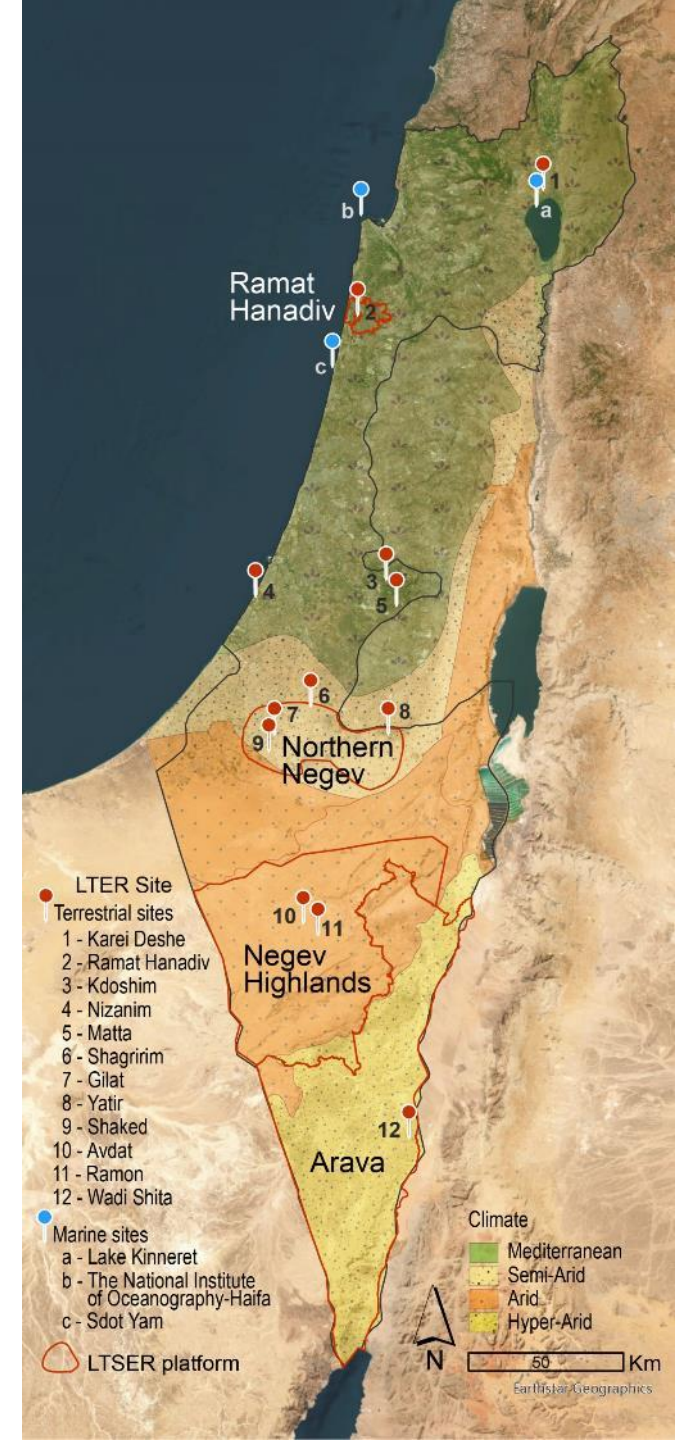 b
1
a
Ramat
Hanadiv
2
c
3
4
5
6
7
8
9
Northern
Negev
10
11
Negev
Highlands
12
Arava
LTER Site
Terrestrial sites
1 - Karei Deshe
2 - Ramat Hanadiv
3 - Kdoshim
4 - Nizanim
5 - Matta
6 - Shagririm
7 - Gilat
8 - Yatir
9 - Shaked
10 - Avdat
11 - Ramon
12 - Wadi Shita
Marine sites
a - Lake Kinneret
b - The National Institute
of Oceanography-Haifa
c - Sdot Yam
LTSER platform
Climate
Mediterranean
Semi-Arid
Arid
Hyper-Arid
N
50 Km
Earthstar Geographics